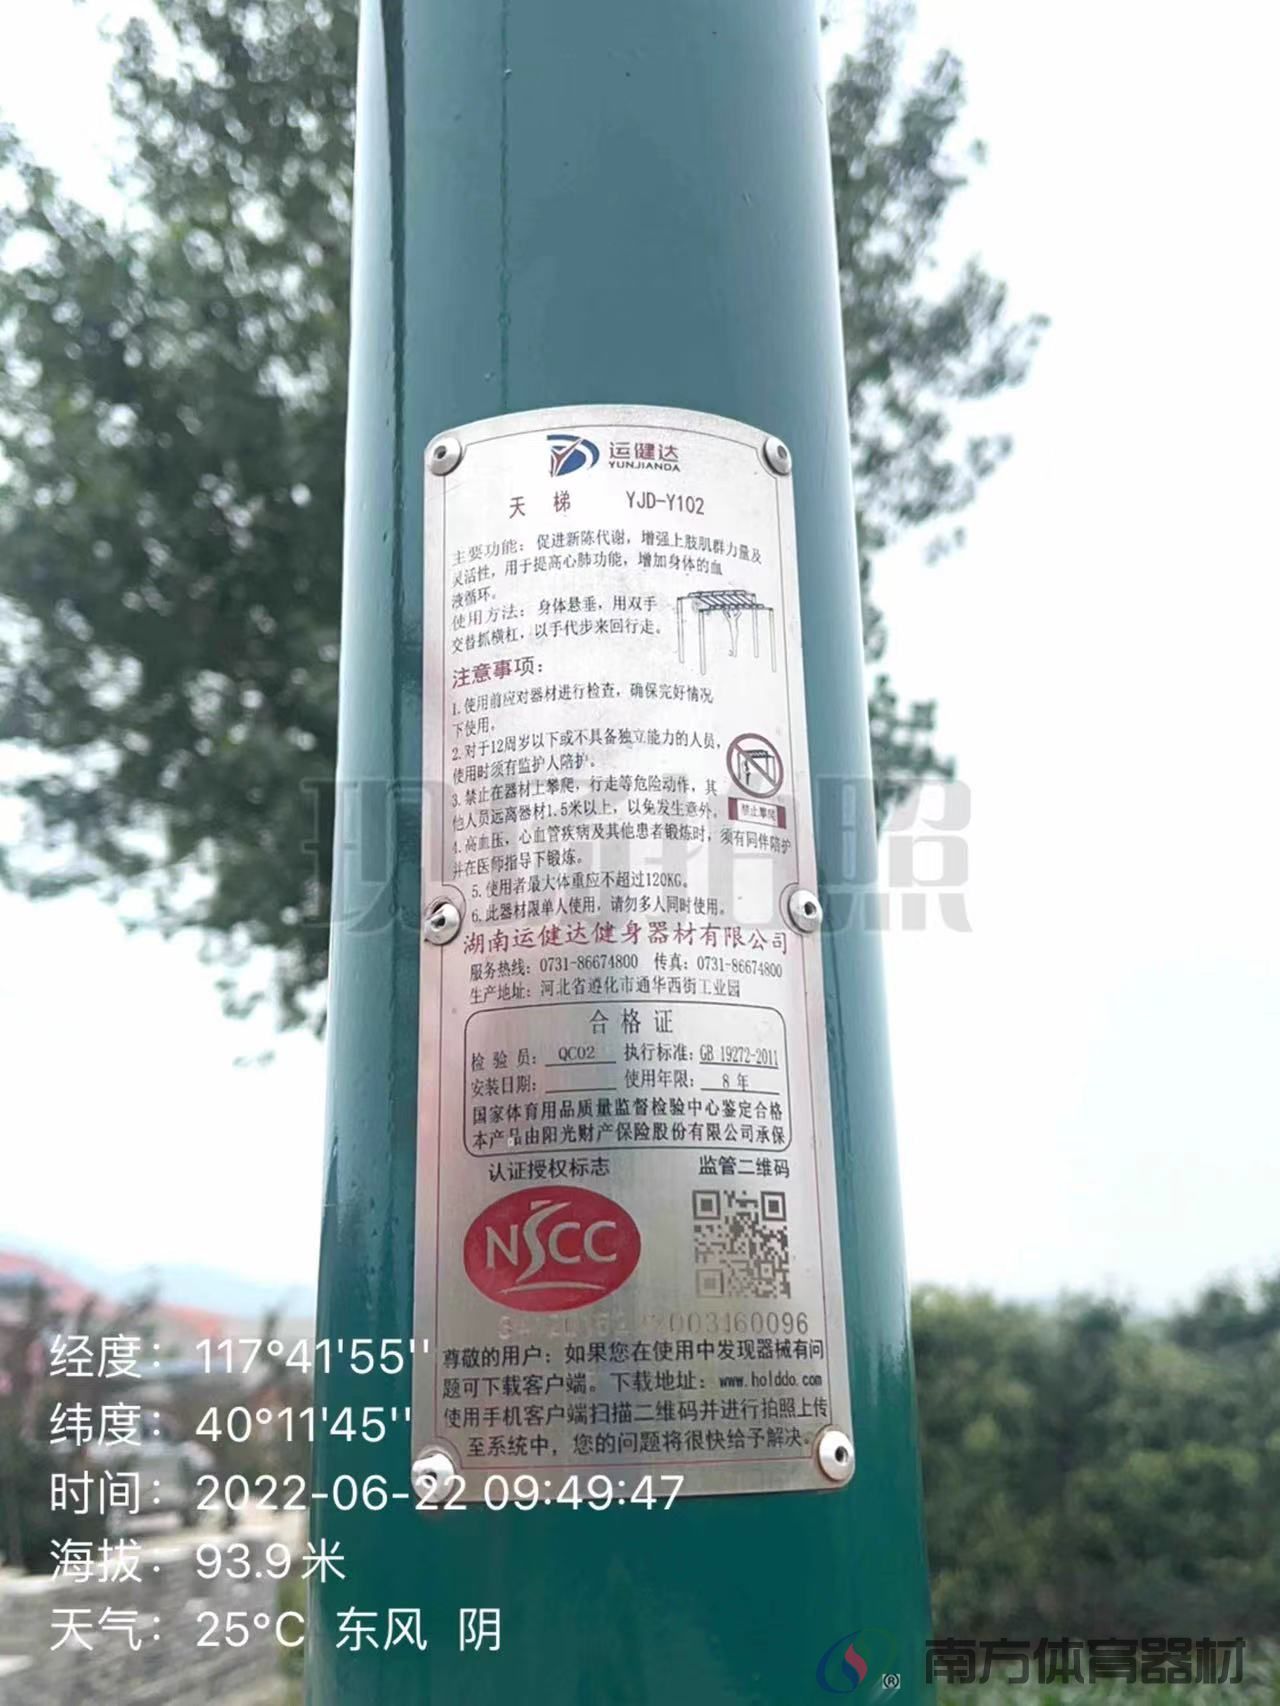 运健达
YUNJIANDA
天 梯 YJD-Y102
主要功能：促进新陈代谢，增强上肢肌群力量及
灵活性，用于提高心肺功能，增加身体的血
液循环。
使用方法：身体悬垂，用双手
交替抓横杠，以手代步来回行走。
注意事项：
1.使用前应对器材进行检查，确保完好情况
下使用。
2.对于12周岁以下或不具备独立能力的人员，
使用时须有监护人陪护。
3.禁止在器材上攀爬，行走等危险动作，其
他人员远离器材1.5米以上，以免发生意外。
禁止攀爬
4.高血压，心血管疾病及其他患者锻炼时，须有同伴陪护
并在医师指导下锻炼。
5.使用者最大体重应不超过120KG。
6.此器材限单人使用，请勿多人同时使用。
现场拍照
湖南运健达健身器材有限公司
服务热线：0731-86674800 传真：0731-86674800
生产地址：河北省遵化市通华西街工业园
合格证
检验员：QC02 执行标准：GB 19272-2011
安装日期： 使用年限：8 年
国家体育用品质量监督检验中心鉴定合格
本产品由阳光财产保险股份有限公司承保
认证授权标志 监管二维码
NSCC
2003160096
尊敬的用户：如果您在使用中发现器械有问
题可下载客户端。下载地址：www.holddo.com
使用手机客户端扫描二维码并进行拍照上传
至系统中，您的问题将很快给予解决。
经度：117°41'55''
纬度：40°11'45''
时间：2022-06-22 09:49:47
海拔：93.9米
天气：25°C 东风 阴
® 南方体育器材